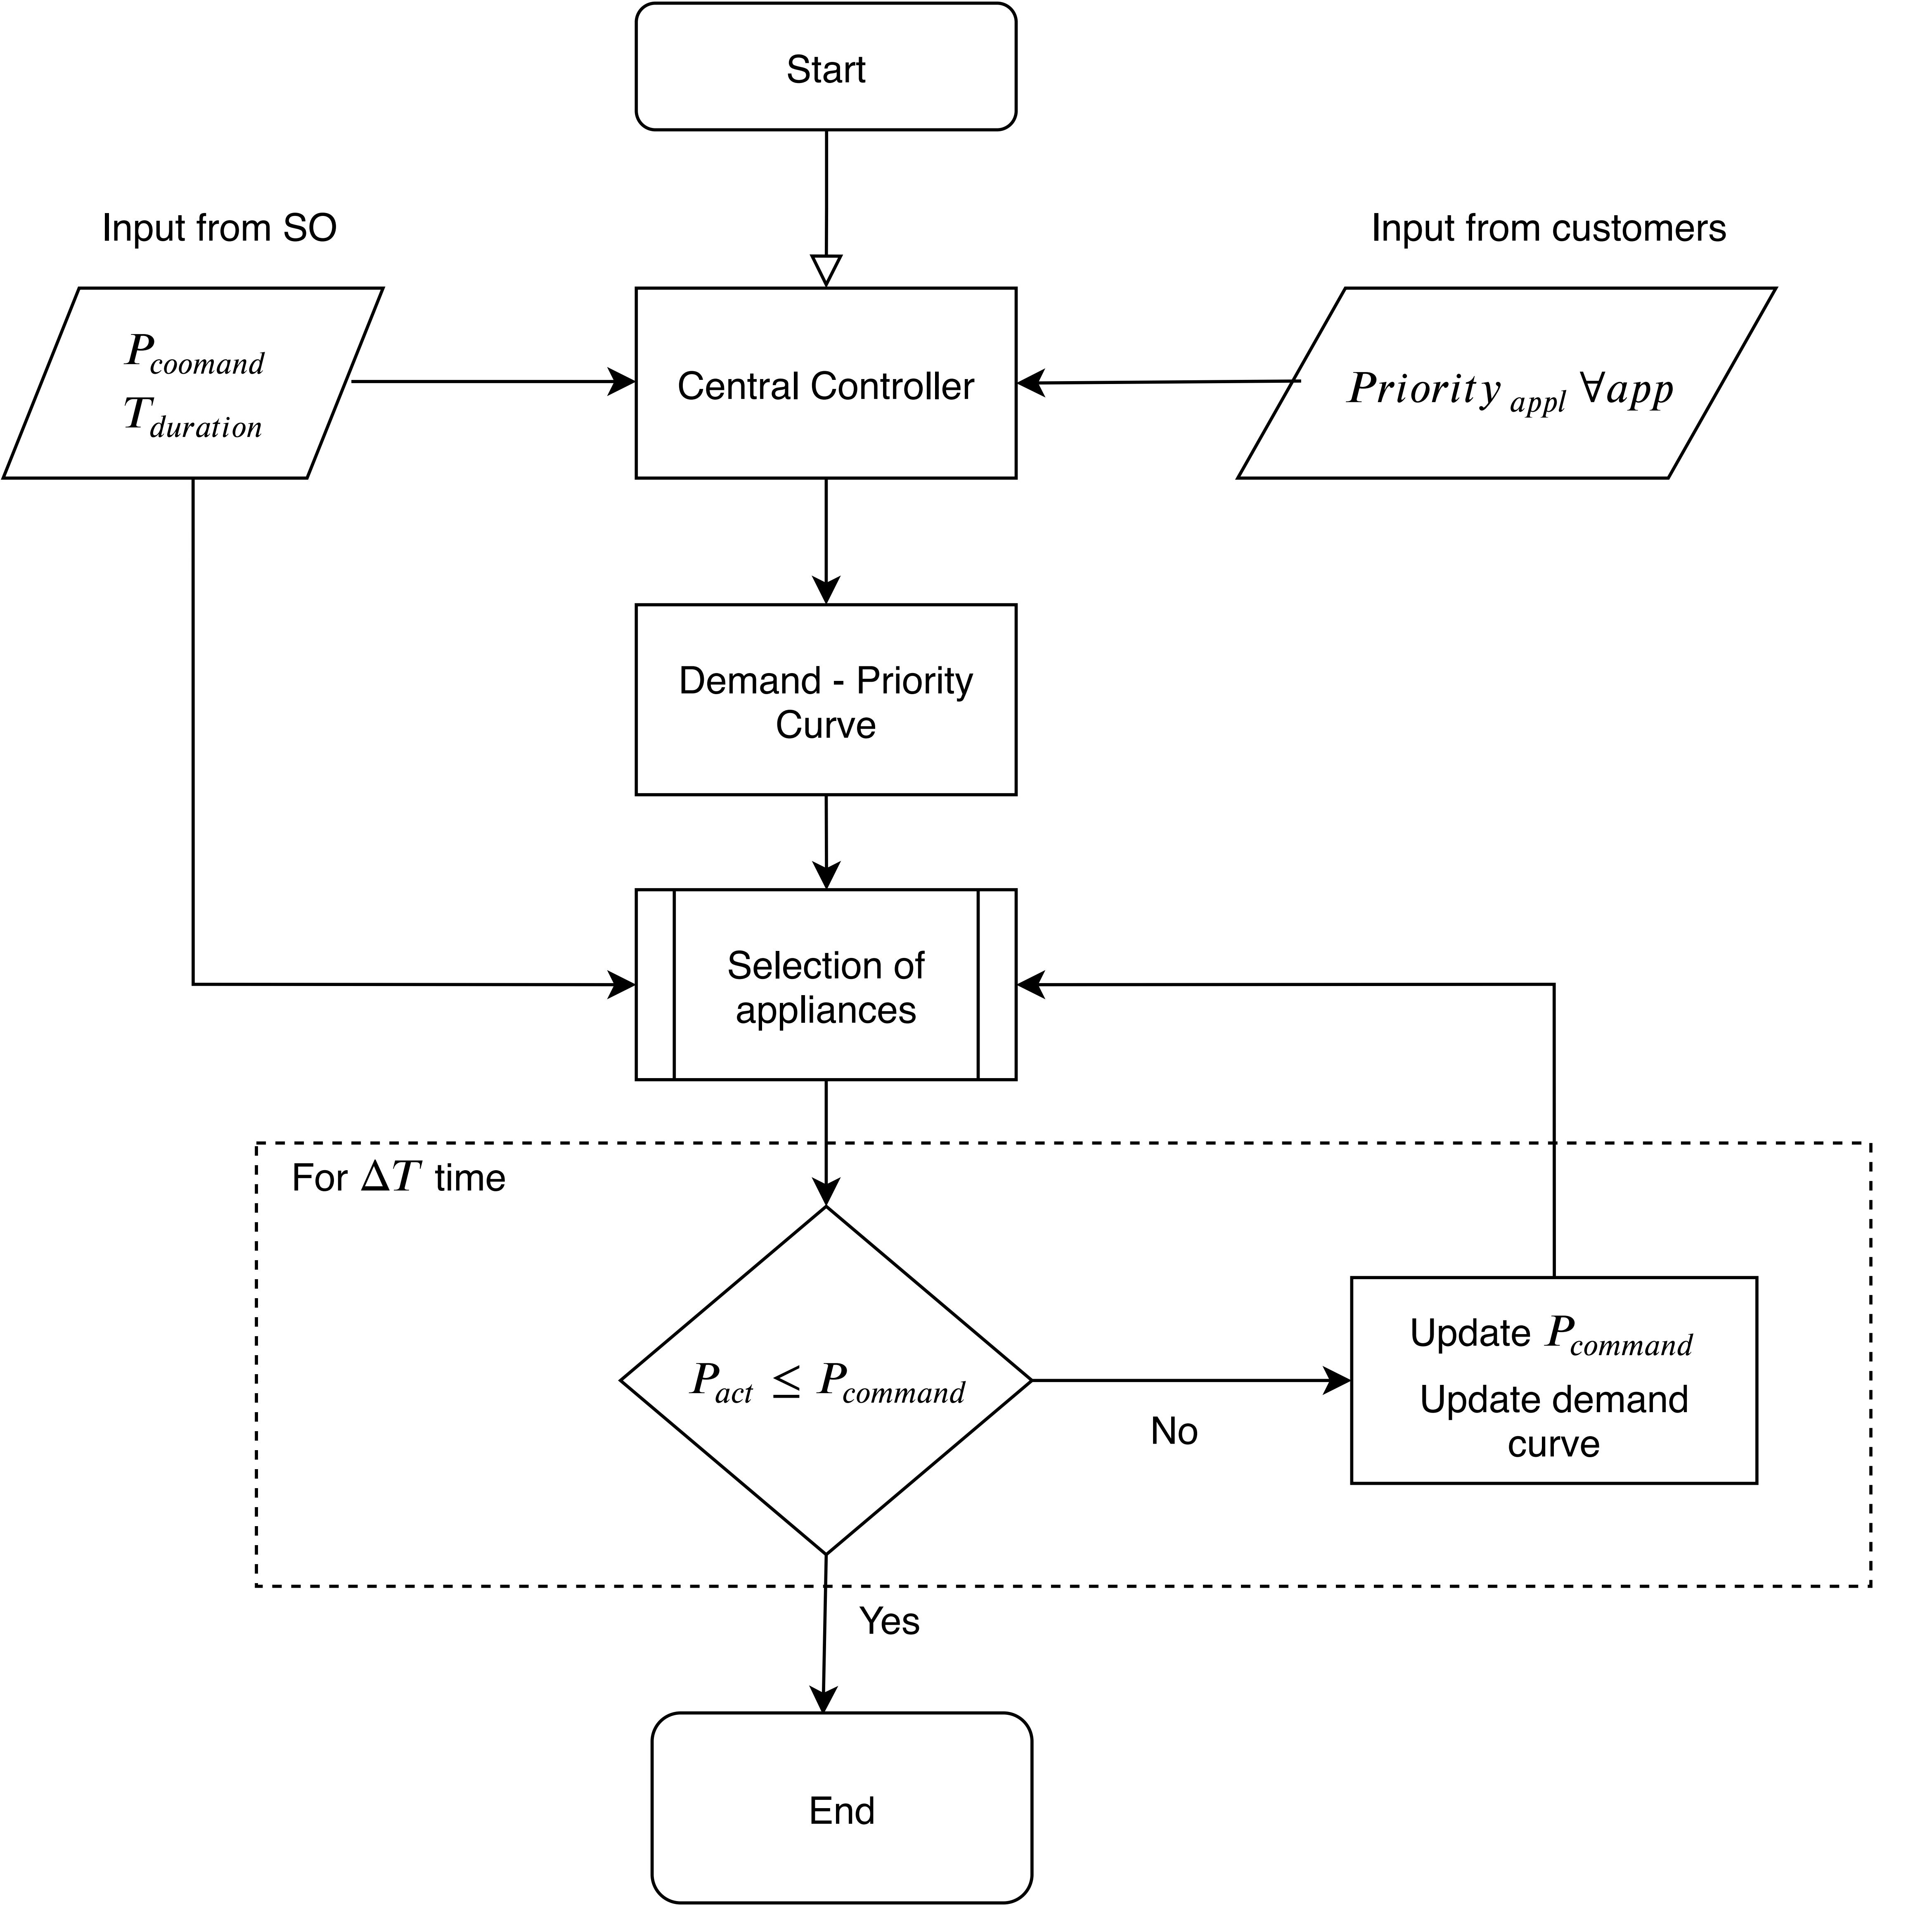 Start
Input from SO
Input from customers
P_coomand
T_duration
Central Controller
Priority_appl ∀app
Demand - Priority
Curve
Selection of
appliances
For ΔT time
P_act ≤ P_command
No
Update P_command
Update demand
curve
Yes
End